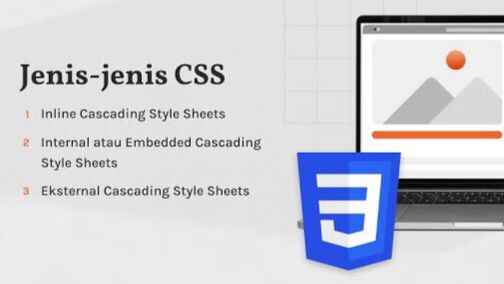 Jenis-jenis CSS
1 Inline Cascading Style Sheets
2 Internal atau Embedded Cascading
Style Sheets
3 Eksternal Cascading Style Sheets
3